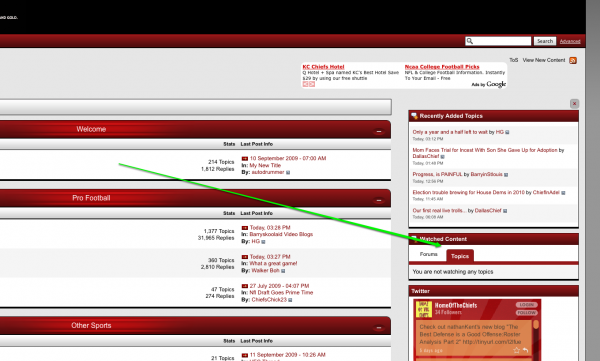 AND GOLD.
Search Advanced
ToS View New Content
KC Chiefs Hotel
Q Hotel + Spa named KC's Best Hotel Save
$29 by using our free shuttle
Ncaa College Football Picks
NFL & College Football Information. Instantly
To Your Email - Free
Ads by Google
Welcome
Stats Last Post Info
214 Topics
1,812 Replies
10 September 2009 - 07:00 AM
In: My New Title
By: autodrummer
Pro Football
Stats Last Post Info
1,377 Topics
31,965 Replies
Today, 03:28 PM
In: Barryskoolaid Video Blogs
By: HG
360 Topics
2,810 Replies
Today, 03:27 PM
In: What a great game!
By: Walker Boh
47 Topics
274 Replies
27 July 2009 - 04:07 PM
In: Nfl Draft Goes Prime Time
By: ChiefsChick23
Other Sports
Stats Last Post Info
21 Topics
11 September 2009 - 10:26 AM
Recently Added Topics
Only a year and a half left to wait by HG
Today, 03:12 PM
Mom Faces Trial for Incest With Son She Gave Up for Adoption by
DallasChief
Today, 01:48 PM
Progress, is PAINFUL by BarryinStlouis
Today, 12:56 PM
Election trouble brewing for House Dems in 2010 by ChiefInAdel
Today, 11:45 AM
Our first real live trolls... by DallasChief
Today, 06:09 AM
Watched Content
Forums Topics
You are not watching any topics
Twitter
HomeOfTheChiefs
34 Followers
LOGIN
FOLLOW
Check out nathanKent's new blog "The
Best Defense is a Good Offense:Roster
Analysis Part 2"
6 days ago